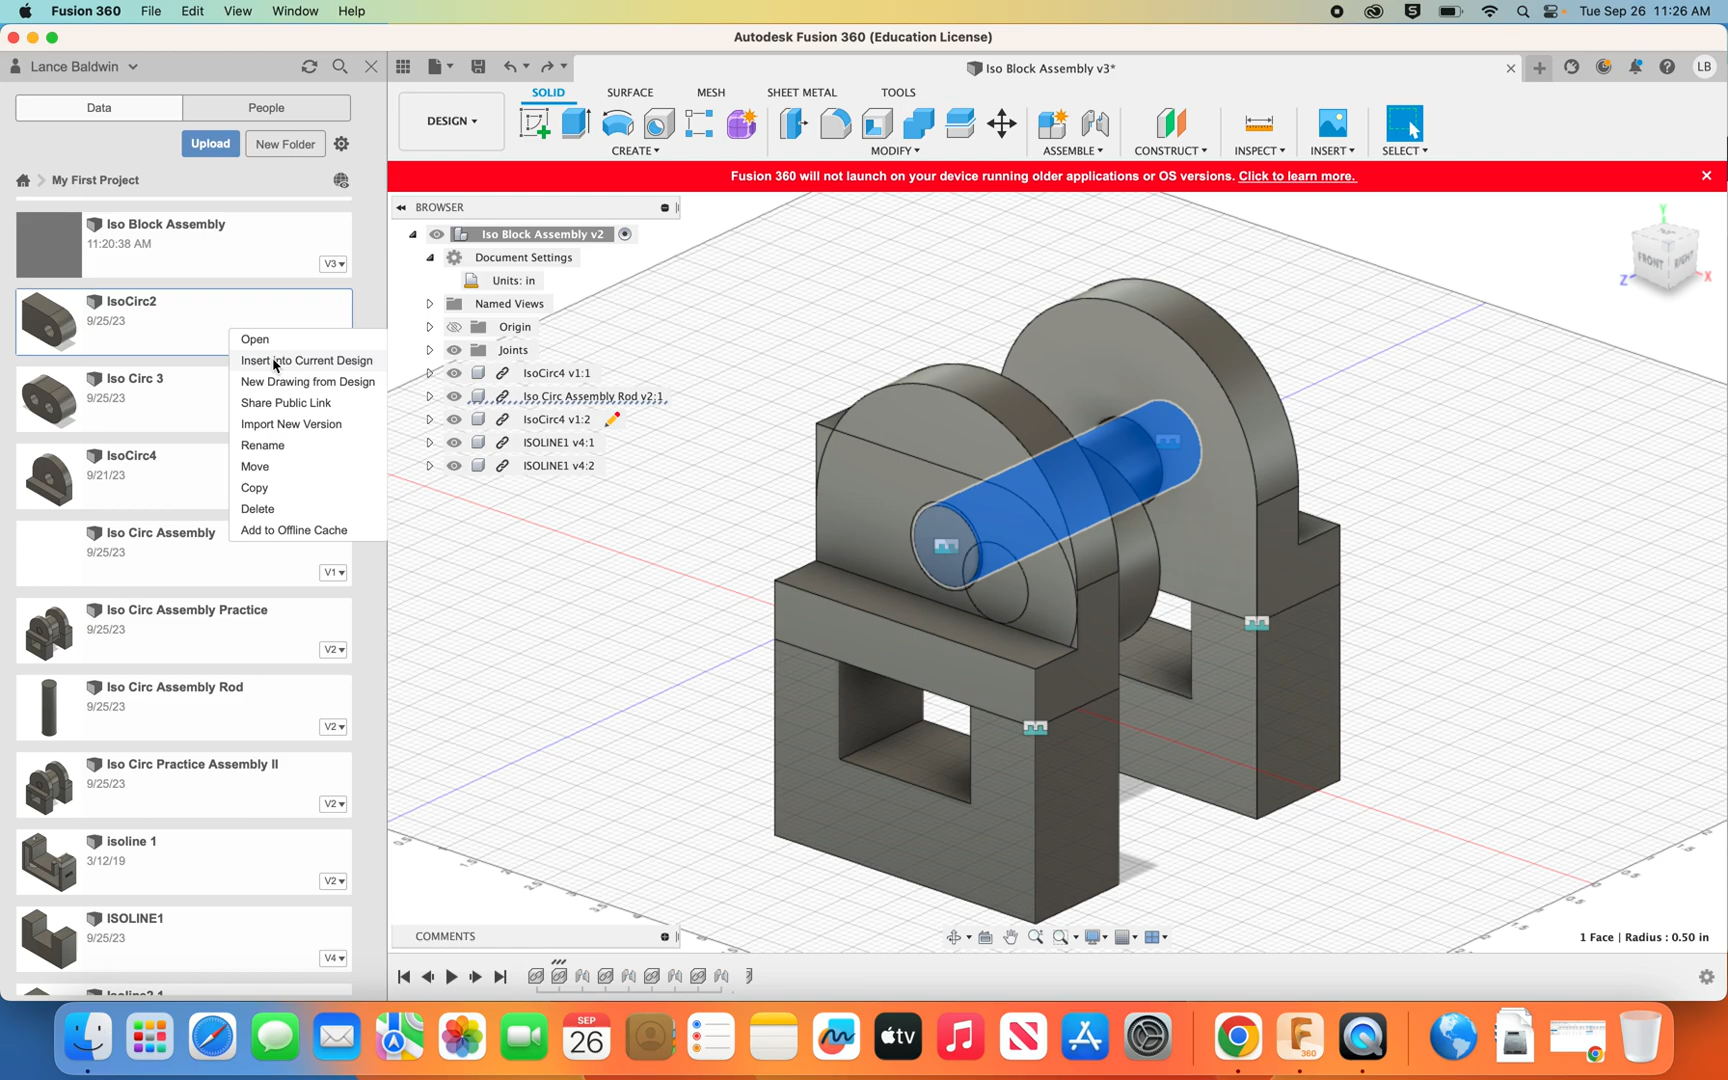 Fusion 360 File Edit View Window Help
Tue Sep 26 11:26 AM
Autodesk Fusion 360 (Education License)
Lance Baldwin
Iso Block Assembly v3*
LB
Data People
Upload New Folder
My First Project
Iso Block Assembly
11:20:38 AM
V3
IsoCirc2
9/25/23
Iso Circ 3
9/25/23
IsoCirc4
9/21/23
Iso Circ Assembly
9/25/23
V1
Iso Circ Assembly Practice
9/25/23
V2
Iso Circ Assembly Rod
9/25/23
V2
Iso Circ Practice Assembly II
9/25/23
V2
isoline 1
3/12/19
V2
ISOLINE1
9/25/23
V4
Open
Insert into Current Design
New Drawing from Design
Share Public Link
Import New Version
Rename
Move
Copy
Delete
Add to Offline Cache
DESIGN
SOLID SURFACE MESH SHEET METAL TOOLS
CREATE MODIFY ASSEMBLE CONSTRUCT INSPECT INSERT SELECT
Fusion 360 will not launch on your device running older applications or OS versions. Click to learn more.
BROWSER
Iso Block Assembly v2
Document Settings
Units: in
Named Views
Origin
Joints
IsoCirc4 v1:1
Iso Circ Assembly Rod v2:1
IsoCirc4 v1:2
ISOLINE1 v4:1
ISOLINE1 v4:2
Y
FRONT RIGHT
Z X
COMMENTS
1 Face | Radius : 0.50 in
SEP
26
tv
F
360